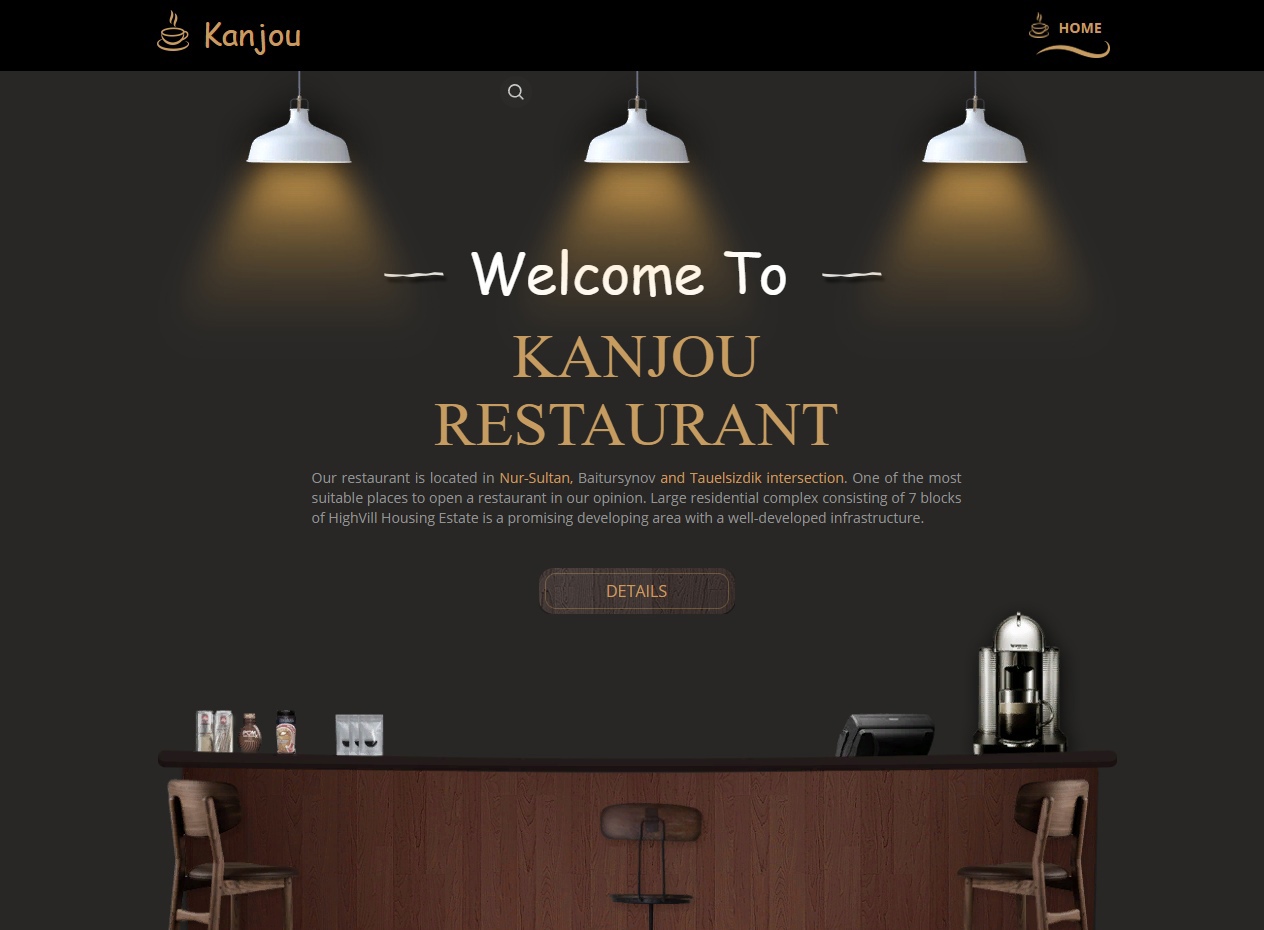 Kanjou
HOME
Welcome To
KANJOU
RESTAURANT
Our restaurant is located in Nur-Sultan, Baitursynov and Tauelsizdik intersection. One of the most
suitable places to open a restaurant in our opinion. Large residential complex consisting of 7 blocks
of HighVill Housing Estate is a promising developing area with a well-developed infrastructure.
DETAILS